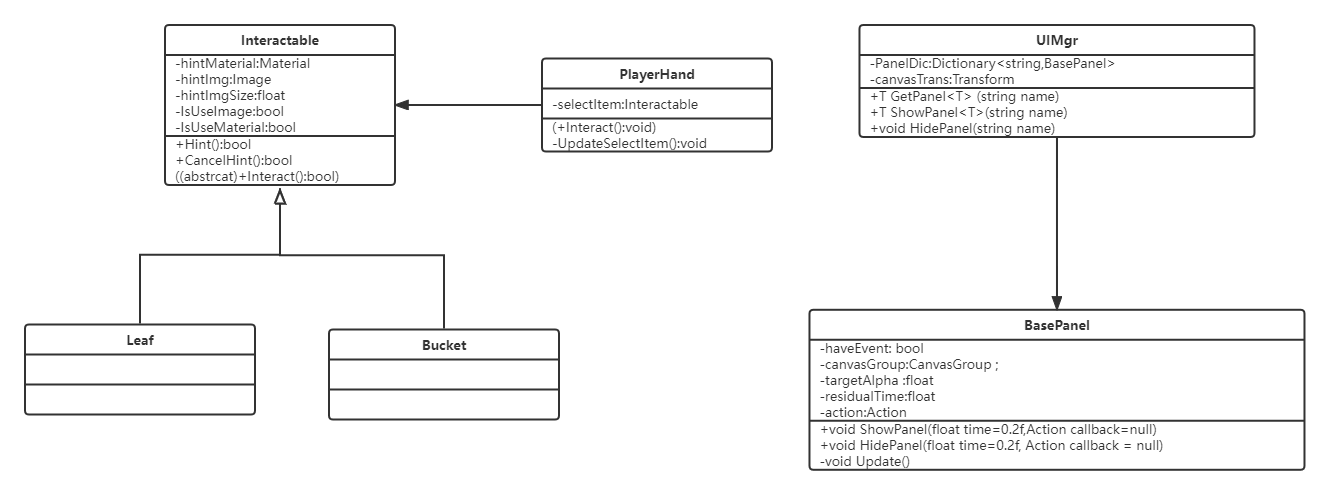 Interactable
-hintMaterial:Material
-hintImg:Image
-hintImgSize:float
-IsUseImage:bool
-IsUseMaterial:bool
+Hint():bool
+CancelHint():bool
((abstrcat)+Interact():bool)
PlayerHand
-selectItem:Interactable
(+Interact():void)
-UpdateSelectItem():void
Leaf
Bucket
UIMgr
-PanelDic:Dictionary<string,BasePanel>
-canvasTrans:Transform
+T GetPanel<T> (string name)
+T ShowPanel<T>(string name)
+void HidePanel(string name)
BasePanel
-haveEvent: bool
-canvasGroup:CanvasGroup ;
-targetAlpha :float
-residualTime:float
-action:Action
+void ShowPanel(float time=0.2f,Action callback=null)
+void HidePanel(float time=0.2f, Action callback = null)
-void Update()